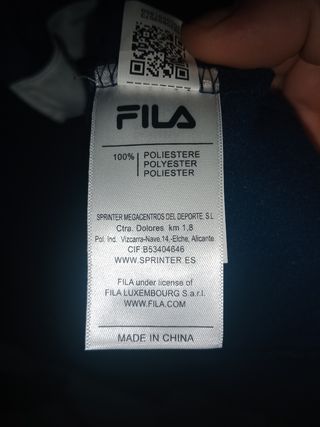 FILA
100% POLIESTERE
POLYESTER
POLIESTER
SPRINTER MEGACENTROS DEL DEPORTE, S.L
Ctra. Dolores km 1,8
Pol. Ind. Vizcarra-Nave,14,-Elche, Alicante
CIF:B53404646
WWW.SPRINTER.ES
FILA under license of
FILA LUXEMBOURG S.a.r.l.
WWW.FILA.COM
MADE IN CHINA